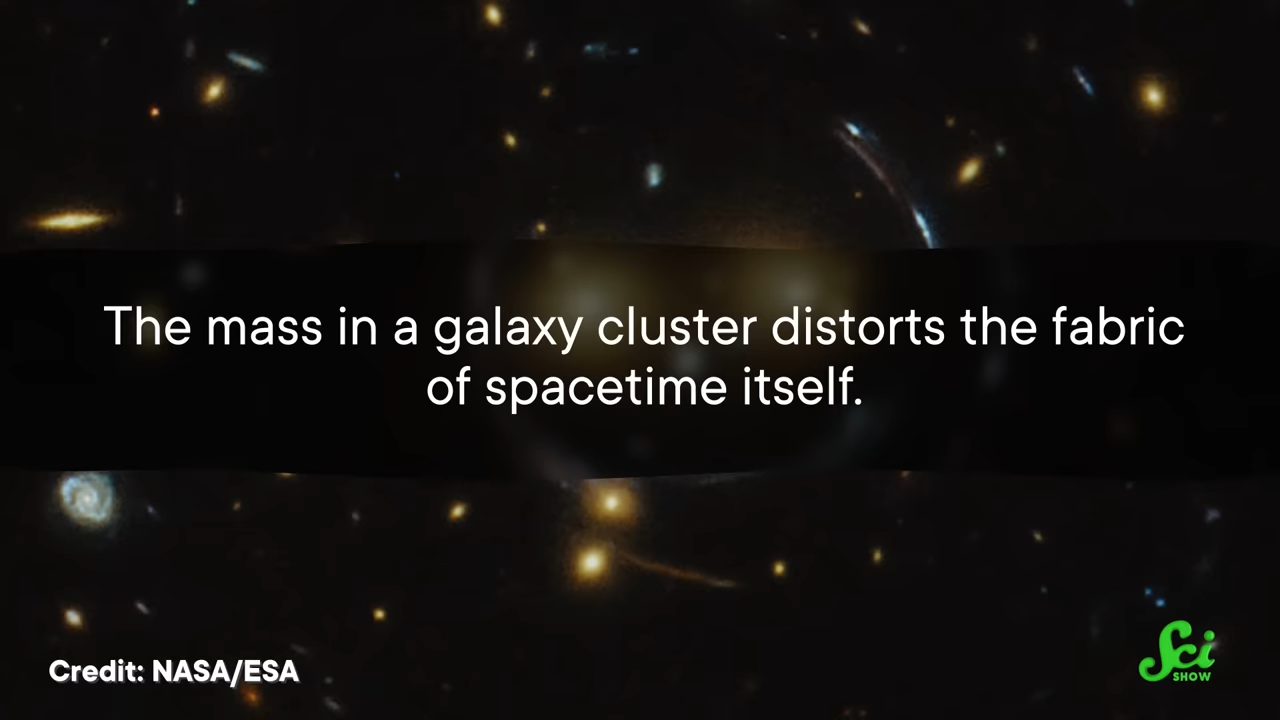 The mass in a galaxy cluster distorts the fabric
of spacetime itself.
Credit: NASA/ESA
Sci
SHOW